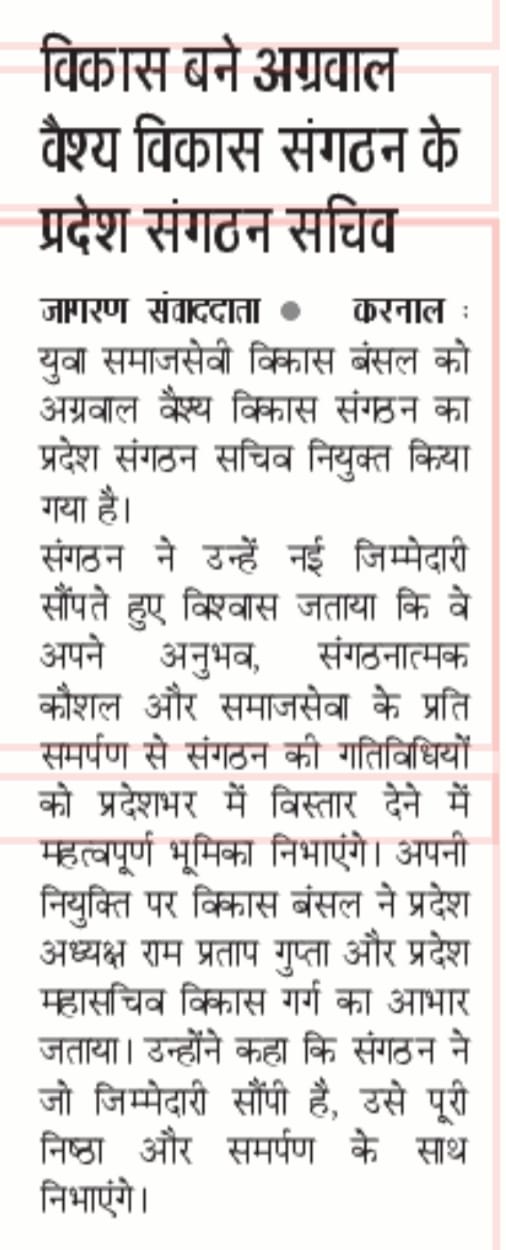 विकास बने अग्रवाल
वैश्य विकास संगठन के
प्रदेश संगठन सचिव
जागरण संवाददाता ● करनाल :
युवा समाजसेवी विकास बंसल को
अग्रवाल वैश्य विकास संगठन का
प्रदेश संगठन सचिव नियुक्त किया
गया है।
संगठन ने उन्हें नई जिम्मेदारी
सौंपते हुए विश्वास जताया कि वे
अपने अनुभव, संगठनात्मक
कौशल और समाजसेवा के प्रति
समर्पण से संगठन की गतिविधियों
को प्रदेशभर में विस्तार देने में
महत्वपूर्ण भूमिका निभाएंगे। अपनी
नियुक्ति पर विकास बंसल ने प्रदेश
अध्यक्ष राम प्रताप गुप्ता और प्रदेश
महासचिव विकास गर्ग का आभार
जताया। उन्होंने कहा कि संगठन ने
जो जिम्मेदारी सौंपी है, उसे पूरी
निष्ठा और समर्पण के साथ
निभाएंगे।